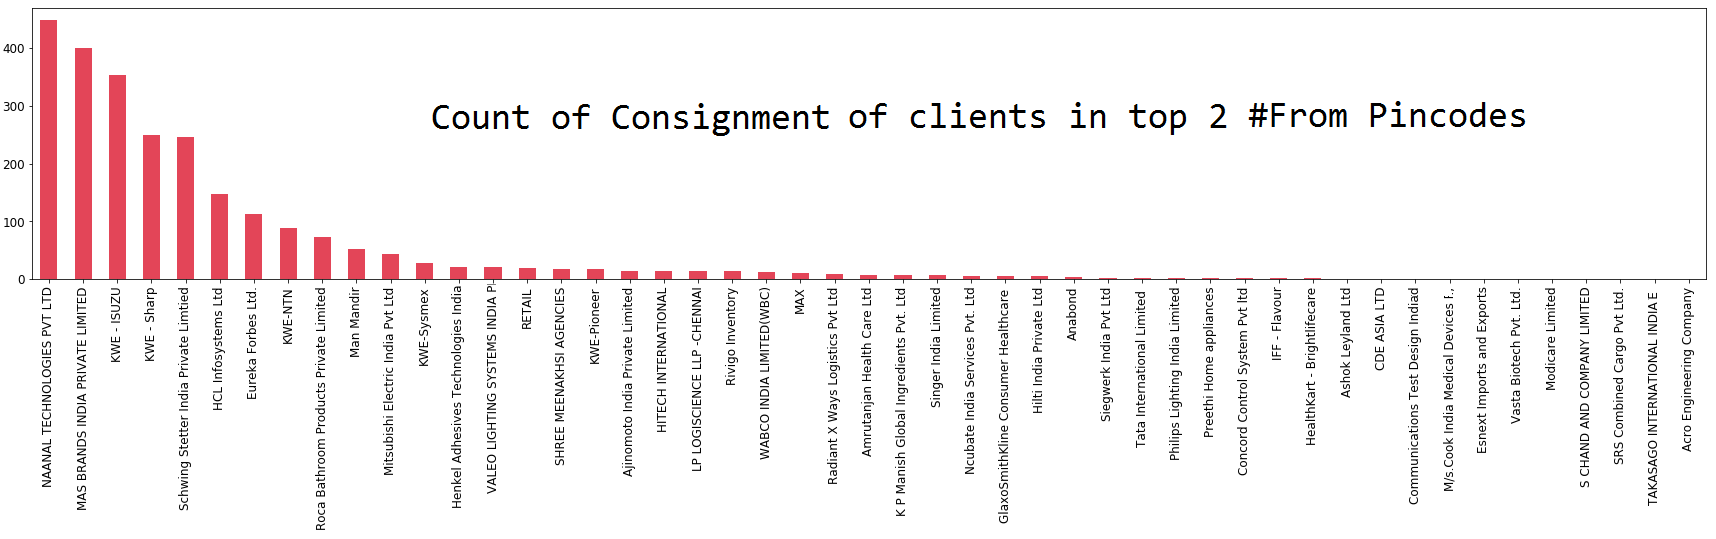 400
300
200
100
0
Count of Consignment of clients in top 2 #From Pincodes
NAANAL TECHNOLOGIES PVT LTD
MAS BRANDS INDIA PRIVATE LIMITED
KWE - ISUZU
KWE - Sharp
Schwing Stetter India Private Limtied
HCL Infosystems Ltd
Eureka Forbes Ltd.
KWE-NTN
Roca Bathroom Products Private Limited
Man Mandir
Mitsubishi Electric India Pvt Ltd
KWE-Sysmex
Henkel Adhesives Technologies India
VALEO LIGHTING SYSTEMS INDIA P
RETAIL
SHREE MEENAKHSI AGENCIES
KWE-Pioneer
Ajinomoto India Private Limited
HITECH INTERNATIONAL
LP LOGISCIENCE LLP -CHENNAI
Rivigo Inventory
WABCO INDIA LIMITED(WBC)
MAX
Radiant X Ways Logistics Pvt Ltd
Amrutanjan Health Care Ltd
K P Manish Global Ingredients Pvt. Ltd
Singer India Limited
Ncubate India Services Pvt. Ltd
GlaxoSmithKline Consumer Healthcare
Hilti India Private Ltd
Anabond
Siegwerk India Pvt Ltd
Tata International Limited
Philips Lighting India Limited
Preethi Home appliances
Concord Control System Pvt ltd
IFF - Flavour
HealthKart - Brightlifecare
Ashok Leyland Ltd
CDE ASIA LTD
Communications Test Design Indiad
M/s.Cook India Medical Devices
Esnext Imports and Exports
Vasta Biotech Pvt. Ltd.
Modicare Limited
S CHAND AND COMPANY LIMITED
SRS Combined Cargo Pvt Ltd.
TAKASAGO INTERNATIONAL INDIA E
Acro Engineering Company